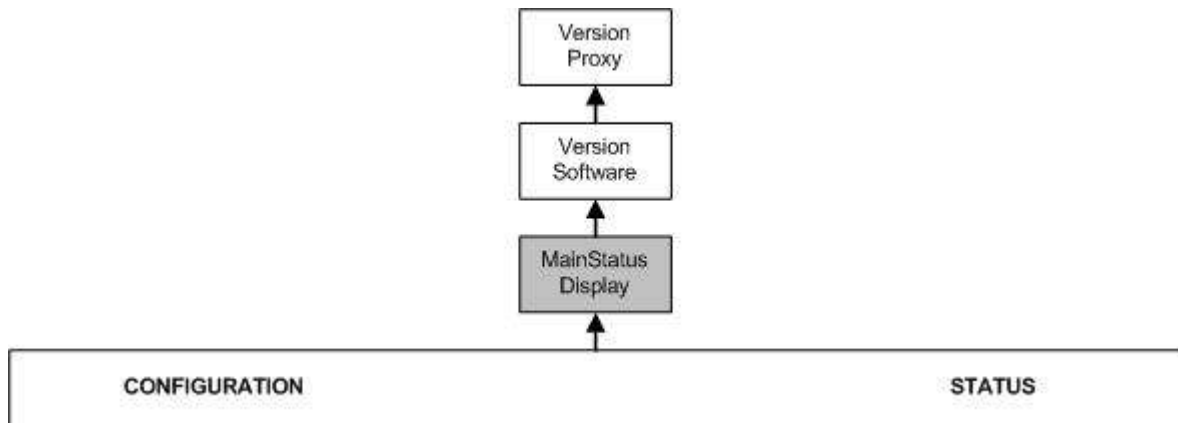 Version
Proxy
Version
Software
MainStatus
Display
CONFIGURATION
STATUS